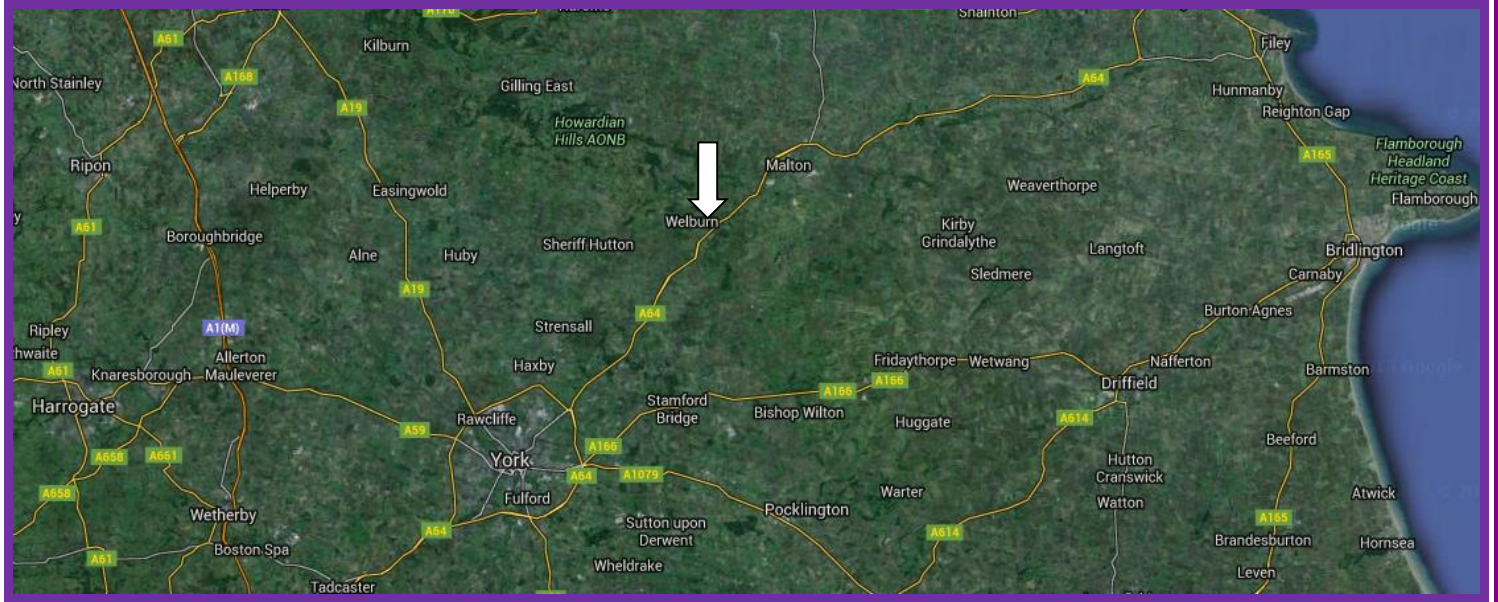 A170
Snainton
A61
Kilburn
Filey
A168
A64
North Stainley
Gilling East
Hunmanby
A19
Reighton Gap
Howardian
Hills AONB
Flamborough
Headland
Heritage Coast
Ripon
Malton
A165
Helperby
Easingwold
Weaverthorpe
Flamborough
Welburn
A61
Boroughbridge
Kirby
Grindalythe
Alne
Huby
Sheriff Hutton
Langtoft
Bridlington
Sledmere
Carnaby
A19
Burton Agnes
A64
Ripley
A1(M)
Strensall
thwaite
Allerton
Mauleverer
Haxby
Fridaythorpe
Wetwang
Nafferton
A61
Knaresborough
Barmston
A166
A166
Driffield
Harrogate
Stamford
Bridge
Bishop Wilton
Rawcliffe
Huggate
A614
A59
A166
Beeford
A658
A661
York
A64
A1079
Hutton
Cranswick
A658
Fulford
Warter
Atwick
Watton
Wetherby
Pocklington
A165
A64
Sutton upon
Derwent
A614
Brandesburton
Hornsea
A61
Boston Spa
Wheldrake
Leven
Tadcaster